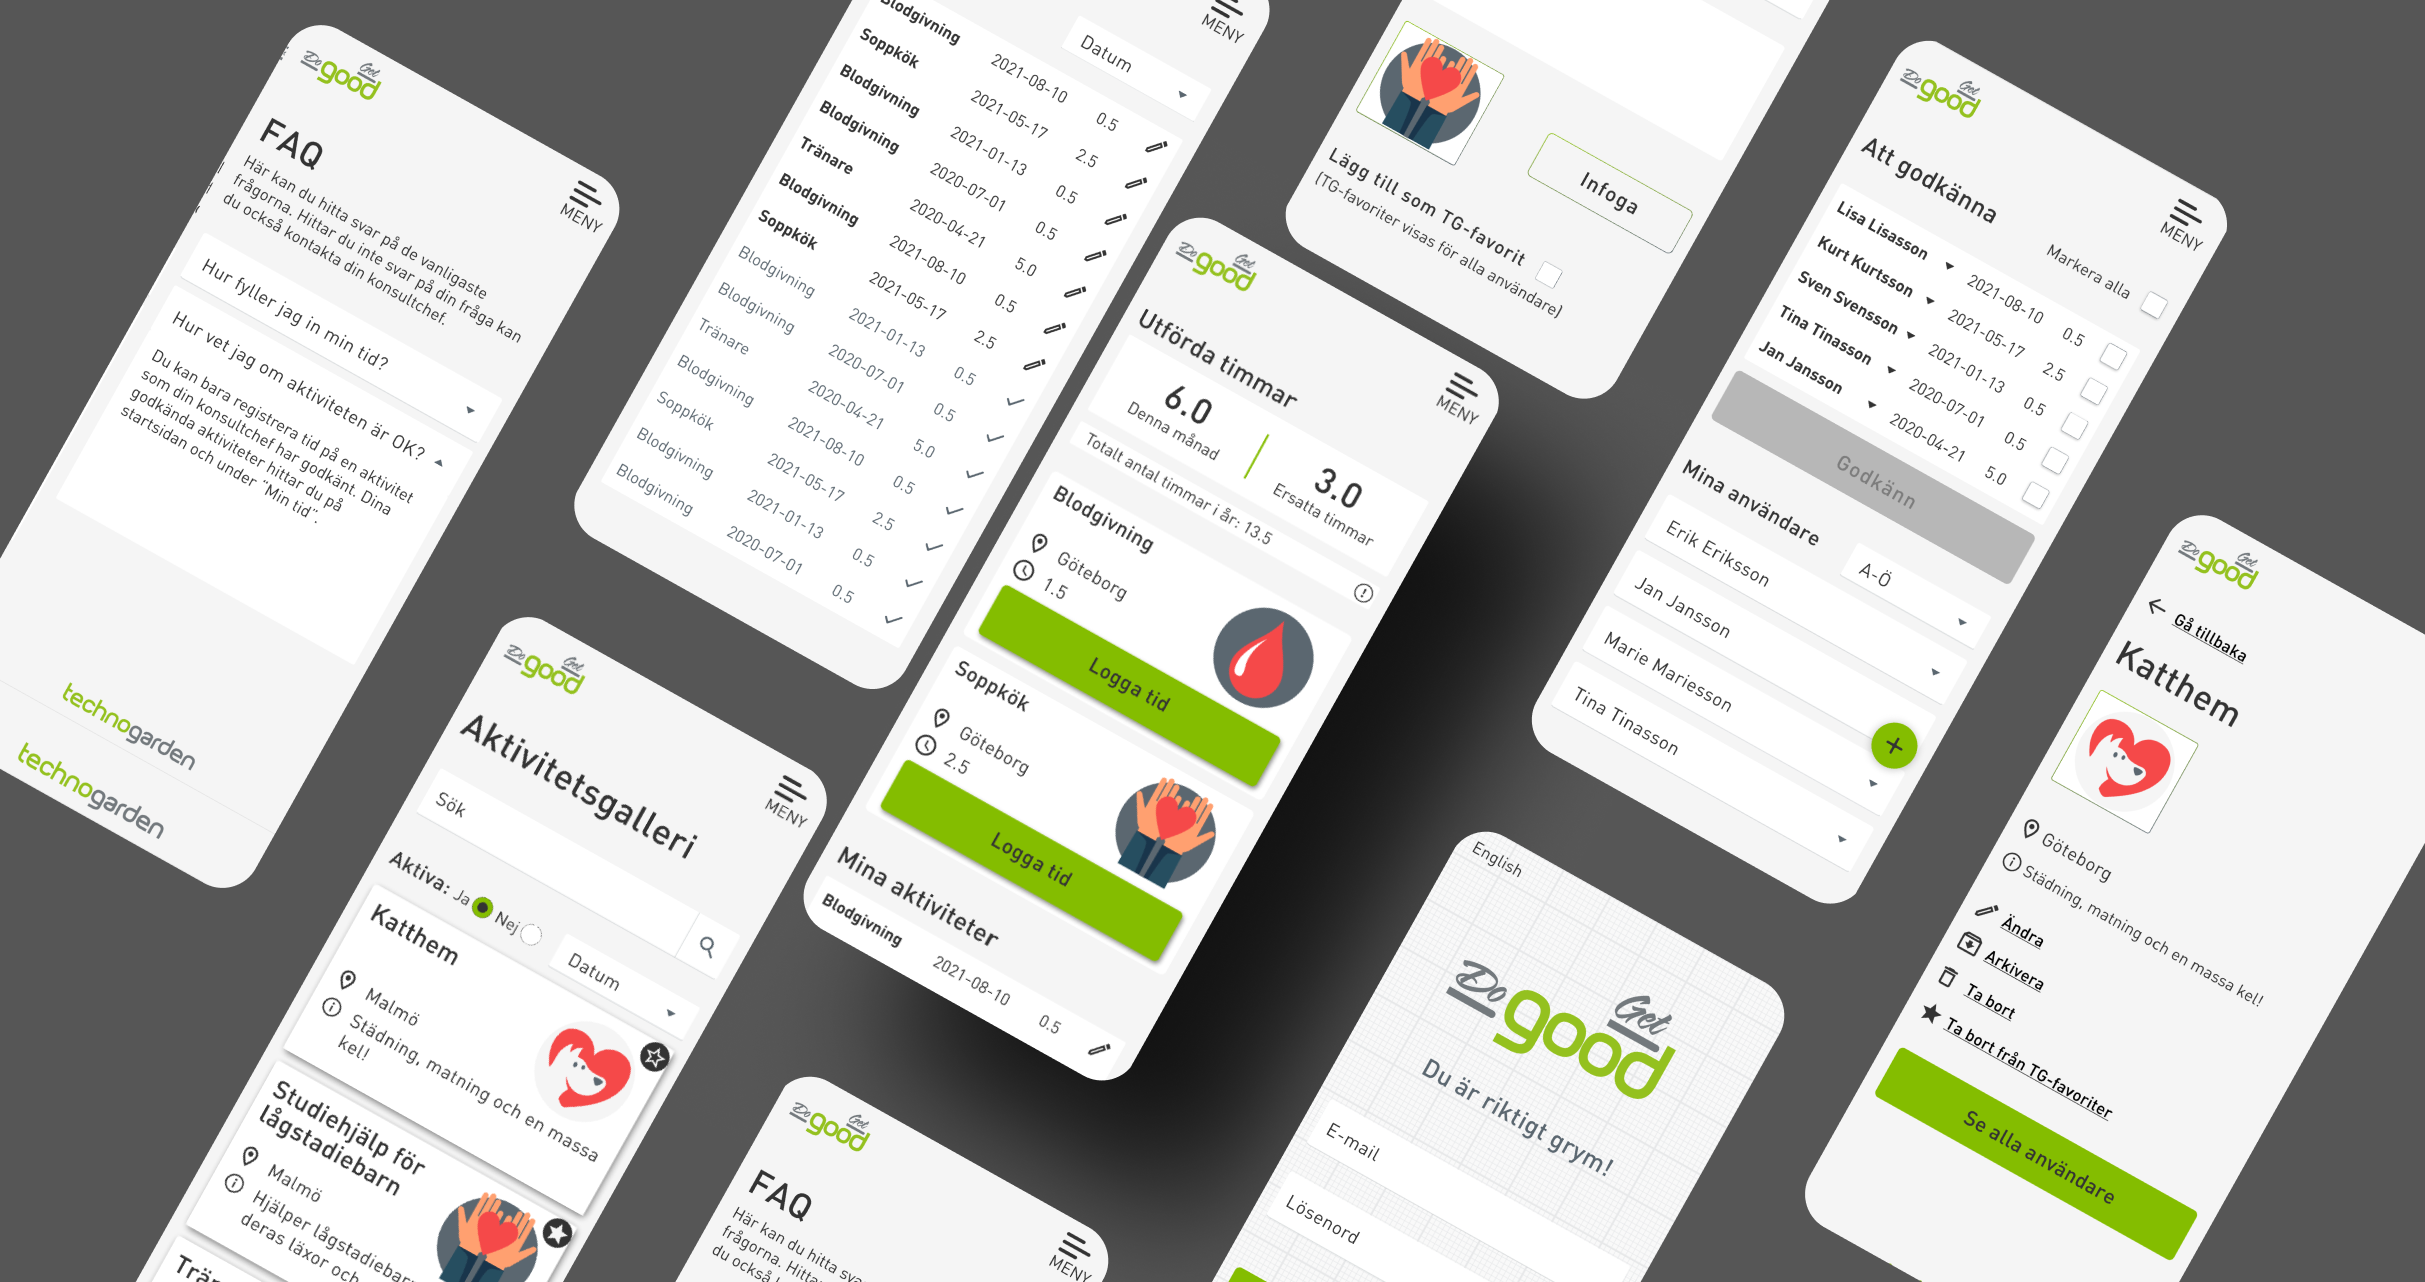 Do Get
good
MENY
FAQ
Här kan du hitta svar på de vanligaste
frågorna. Hittar du inte svar på din fråga kan
du också kontakta din konsultchef.
Hur fyller jag in min tid?
Hur vet jag om aktiviteten är OK?
Du kan bara registrera tid på en aktivitet
som din konsultchef har godkänt. Dina
godkända aktiviteter hittar du på
startsidan och under "Min tid".
technogarden
technogarden
MENY
Datum
Blodgivning 2021-08-10 0.5
Soppkök 2021-05-17 2.5
Blodgivning 2021-01-13 0.5
Blodgivning 2020-07-01 0.5
Tränare 2020-04-21 5.0
Blodgivning 2021-08-10 0.5
Soppkök 2021-05-17 2.5
Blodgivning 2021-01-13 0.5
Blodgivning 2020-07-01 0.5
Tränare 2020-04-21 5.0
Blodgivning 2021-08-10 0.5
Soppkök 2021-05-17 2.5
Blodgivning 2021-01-13 0.5
Blodgivning 2020-07-01 0.5
Infoga
Lägg till som TG-favorit
(TG-favoriter visas för alla användare)
Do Get
good
MENY
Att godkänna
Markera alla
Lisa Lisasson 2021-08-10 0.5
Kurt Kurtsson 2021-05-17 2.5
Sven Svensson 2021-01-13 0.5
Tina Tinasson 2020-07-01 0.5
Jan Jansson 2020-04-21 5.0
Godkänn
Mina användare
A-Ö
Erik Eriksson
Jan Jansson
Marie Mariesson
Tina Tinasson
+
Do Get
good
MENY
Utförda timmar
6.0
Denna månad
3.0
Ersatta timmar
Totalt antal timmar i år: 13.5
Blodgivning
Göteborg
1.5
Logga tid
Soppkök
Göteborg
2.5
Logga tid
Mina aktiviteter
Blodgivning 2021-08-10 0.5
Do Get
good
MENY
Aktivitetsgalleri
Sök
Aktiva: Ja Nej
Datum
Katthem
Malmö
Städning, matning och en massa
kel!
Studiehjälp för
lågstadiebarn
Malmö
Hjälper lågstadiebar
deras läxor och
Trän
Do Get
good
MENY
FAQ
Här kan du hitta sva
frågorna. Hitta
du också
English
Do Get
good
Du är riktigt grym!
E-mail
Lösenord
Do Get
good
Gå tillbaka
Katthem
Göteborg
Städning, matning och en massa kel!
Ändra
Arkivera
Ta bort
Ta bort från TG-favoriter
Se alla användare